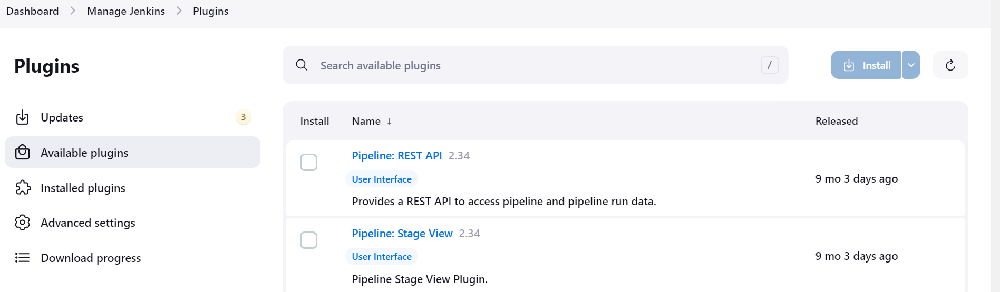 Dashboard > Manage Jenkins > Plugins
Plugins
Updates 3
Available plugins
Installed plugins
Advanced settings
Download progress
Search available plugins /
Install
Install Name ↓ Released
Pipeline: REST API 2.34
User Interface
9 mo 3 days ago
Provides a REST API to access pipeline and pipeline run data.
Pipeline: Stage View 2.34
User Interface
9 mo 3 days ago
Pipeline Stage View Plugin.